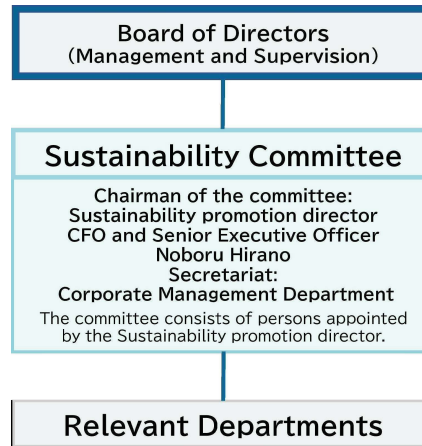 Board of Directors
(Management and Supervision)
Sustainability Committee
Chairman of the committee:
Sustainability promotion director
CFO and Senior Executive Officer
Noboru Hirano
Secretariat:
Corporate Management Department
The committee consists of persons appointed
by the Sustainability promotion director.
Relevant Departments